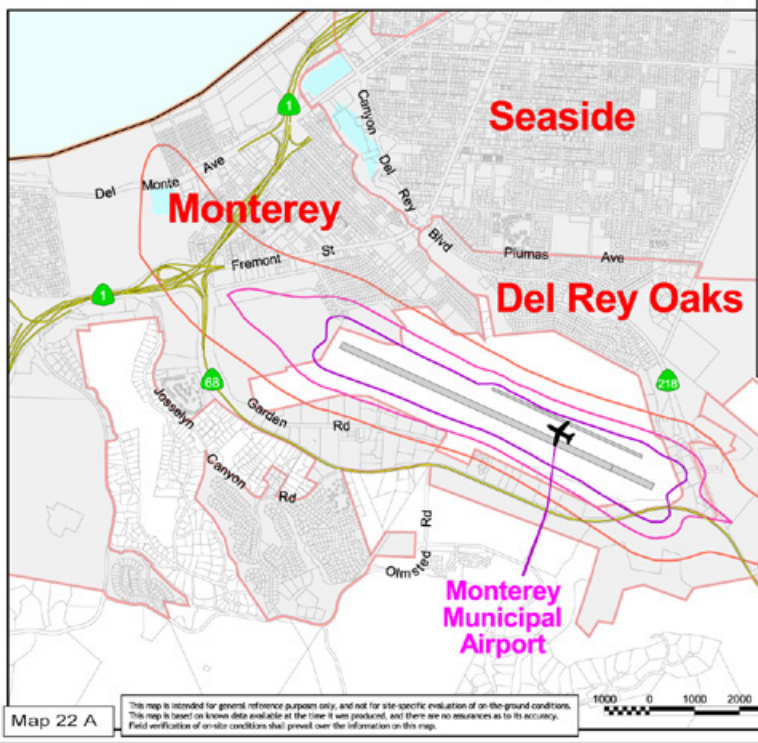 1
Canyon
Del
Rey
Blvd
Seaside
Del Monte Ave
Monterey
Fremont St
Plumas Ave
1
Del Rey Oaks
68
218
Josselyn
Canyon
Rd
Garden
Rd
Olmsted Rd
Monterey
Municipal
Airport
Map 22 A
This map is intended for general reference purposes only, and not for site-specific evaluation of on-the-ground conditions.
This map is based on known data available at the time it was produced, and there are no assurances as to its accuracy.
Field verification of on-site conditions shall prevail over the information on this map.
1000 0 1000 2000